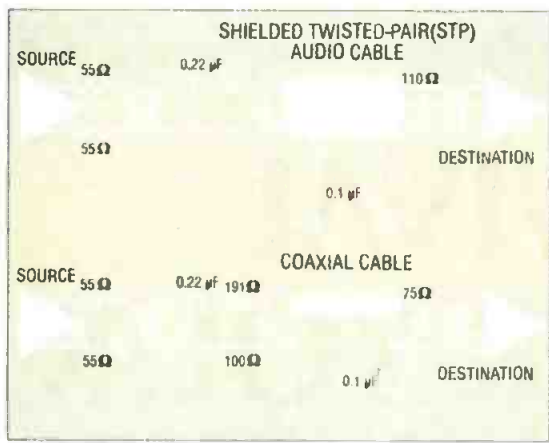 SHIELDED TWISTED-PAIR(STP)
AUDIO CABLE
SOURCE
55Ω
0.22 µF
110Ω
55Ω
DESTINATION
0.1 µF
COAXIAL CABLE
SOURCE
55Ω
0.22 µF
191Ω
75Ω
55Ω
100Ω
0.1 µF
DESTINATION